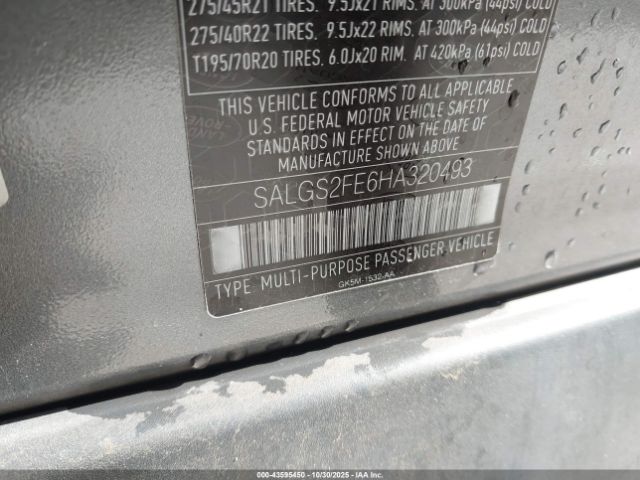 275/45R21 TIRES, 9.5Jx21 RIMS, AT 300kPa (44psi) COLD
275/40R22 TIRES, 9.5Jx22 RIMS, AT 300kPa (44psi) COLD
T195/70R20 TIRES, 6.0Jx20 RIM, AT 420kPa (61psi) COLD
THIS VEHICLE CONFORMS TO ALL APPLICABLE
U.S. FEDERAL MOTOR VEHICLE SAFETY
STANDARDS IN EFFECT ON THE DATE OF
MANUFACTURE SHOWN ABOVE
SALGS2FE6HA320493
TYPE MULTI-PURPOSE PASSENGER VEHICLE
GK5M-1532-AA
000-43595450 - 10/30/2025 - IAAI.COM